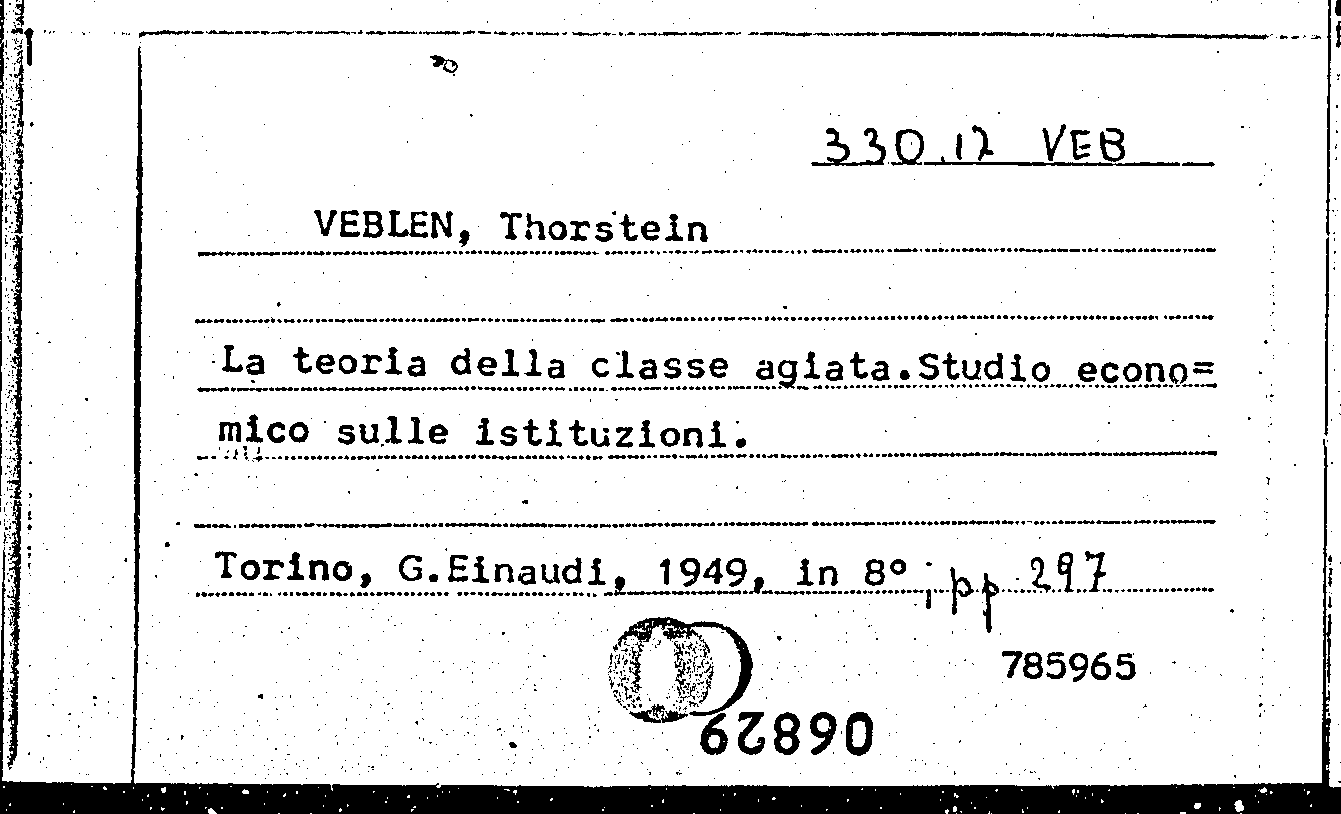 330.12 VEB
VEBLEN, Thorstein
La teoria della classe agiata.Studio econo=
mico sulle istituzioni.
Torino, G.Einaudi, 1949, in 8° ; pp 297
785965
06829